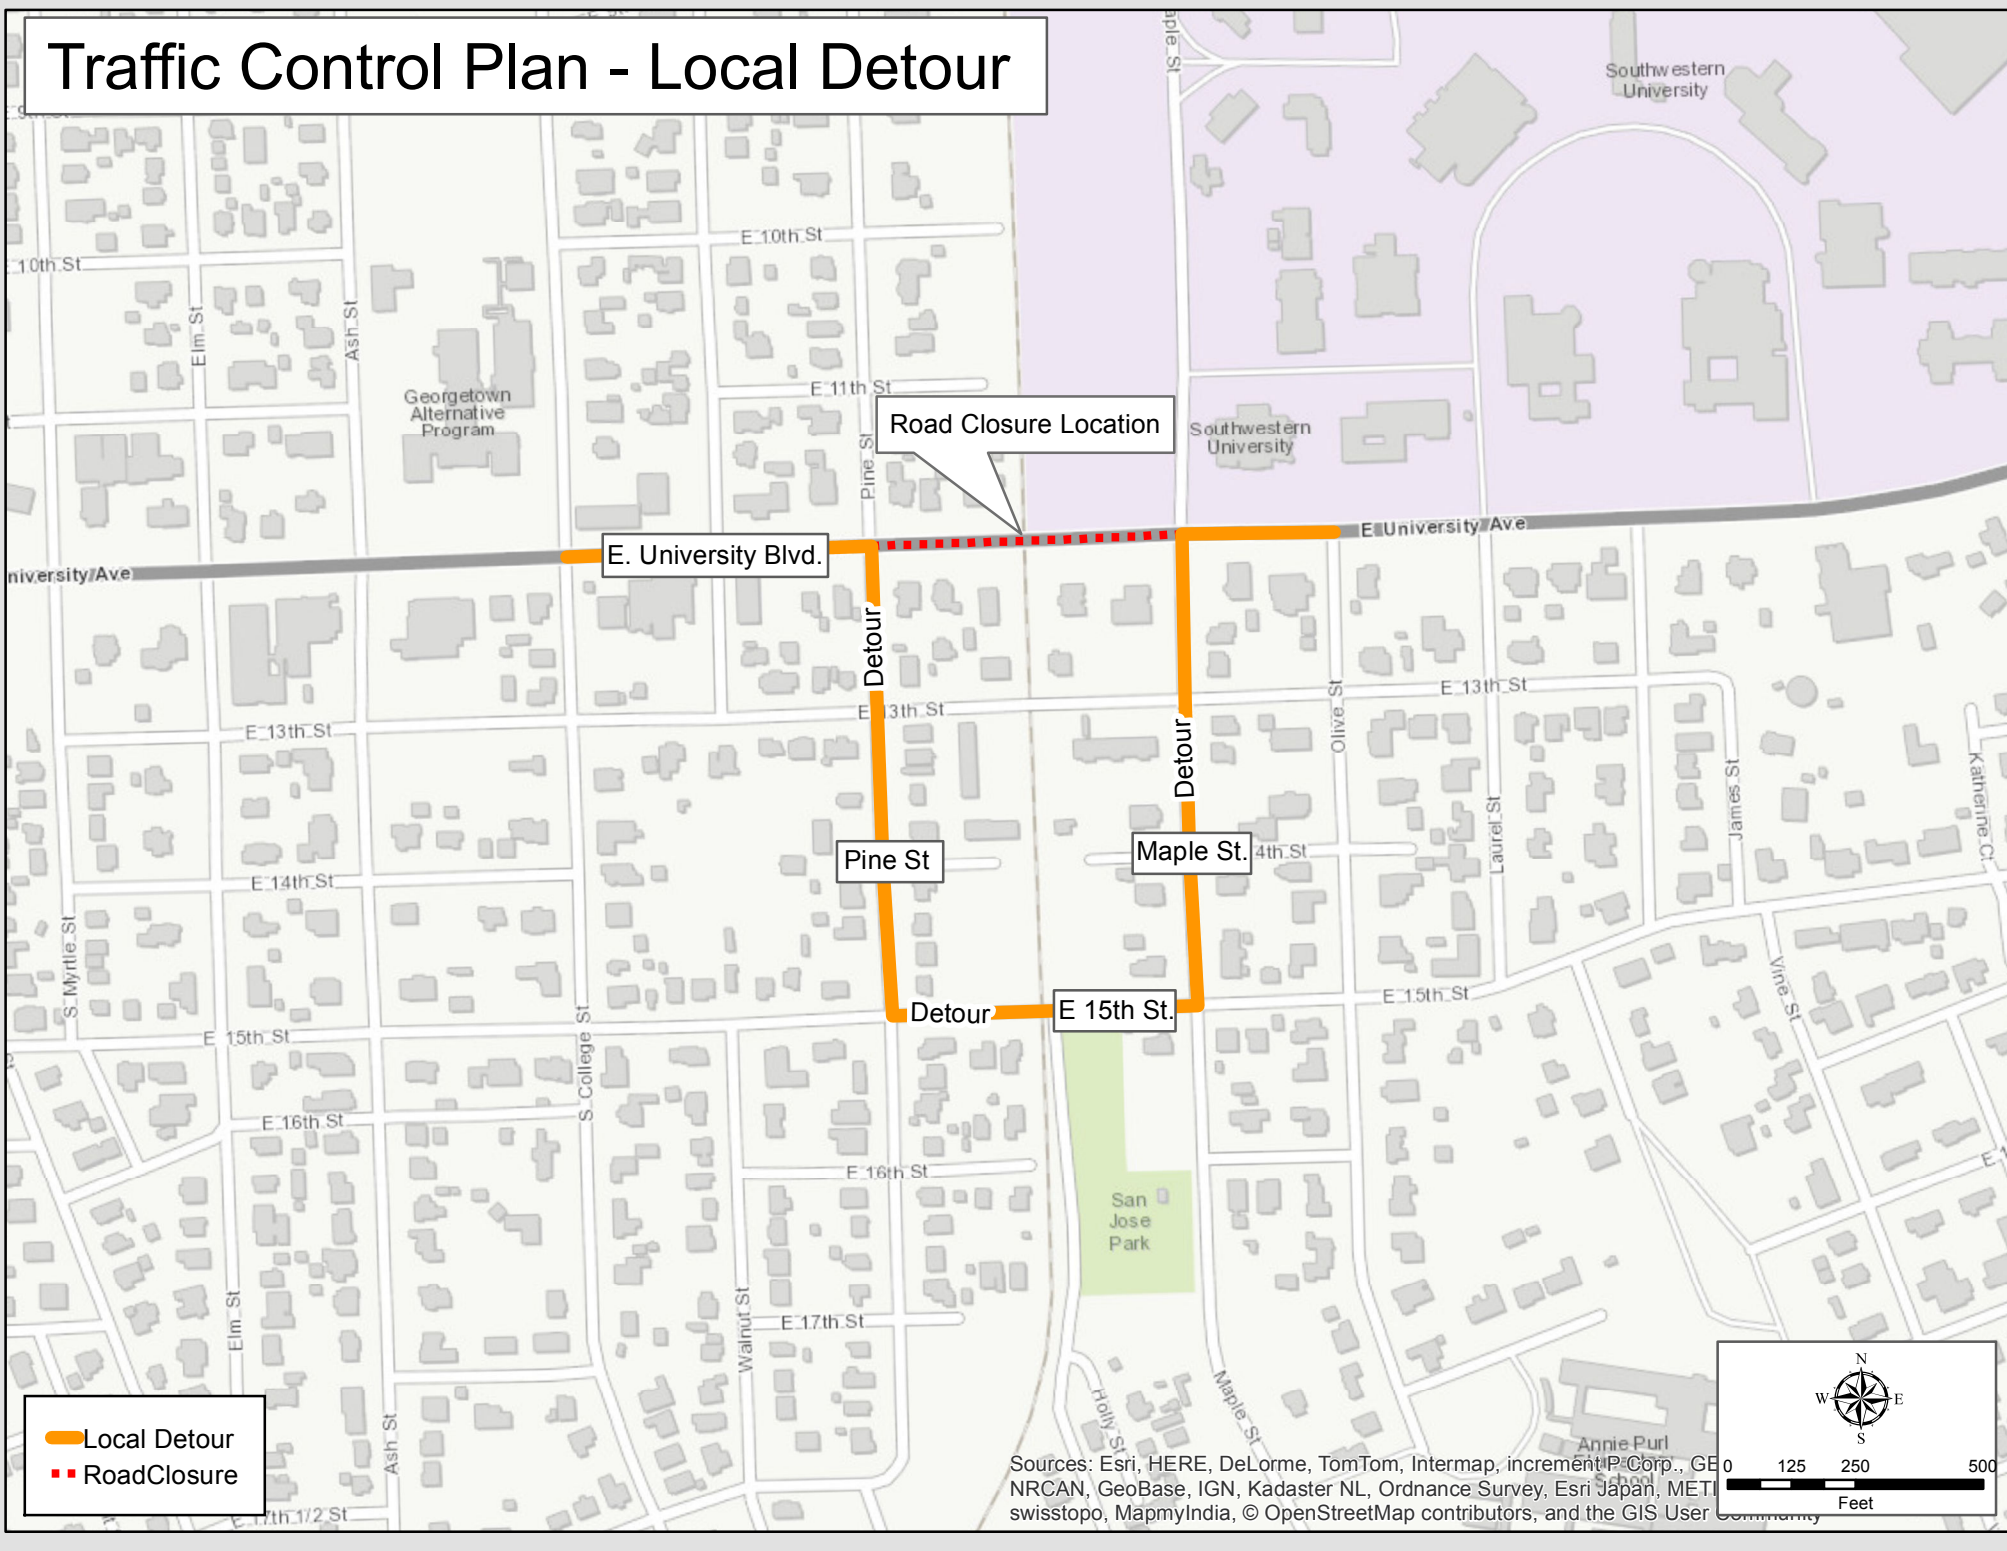 Traffic Control Plan - Local Detour
Southwestern
University
E 10th St
10th St
Elm St
Ash St
Georgetown
Alternative
Program
E 11th St
Pine St
Road Closure Location
Southwestern
University
E University Ave
E. University Blvd.
niversity Ave
Detour
E 13th St
E 13th St
Olive St
E 13th St
Detour
James St
Katherine Ct
Laurel St
Pine St
Maple St.
4th St
E 14th St
S Myrtle St
Vine St
E 15th St
Detour
E 15th St.
E 15th St
S College St
E 16th St
E 16th St
San
Jose
Park
Elm St
Walnut St
E 17th St
Maple St
Holly St
Ash St
Local Detour
RoadClosure
E 17th 1/2 St
Annie Purl
School
Sources: Esri, HERE, DeLorme, TomTom, Intermap, increment P Corp., GE
NRCAN, GeoBase, IGN, Kadaster NL, Ordnance Survey, Esri Japan, METI
swisstopo, MapmyIndia, © OpenStreetMap contributors, and the GIS User Community
N
W E
S
0 125 250 500
Feet